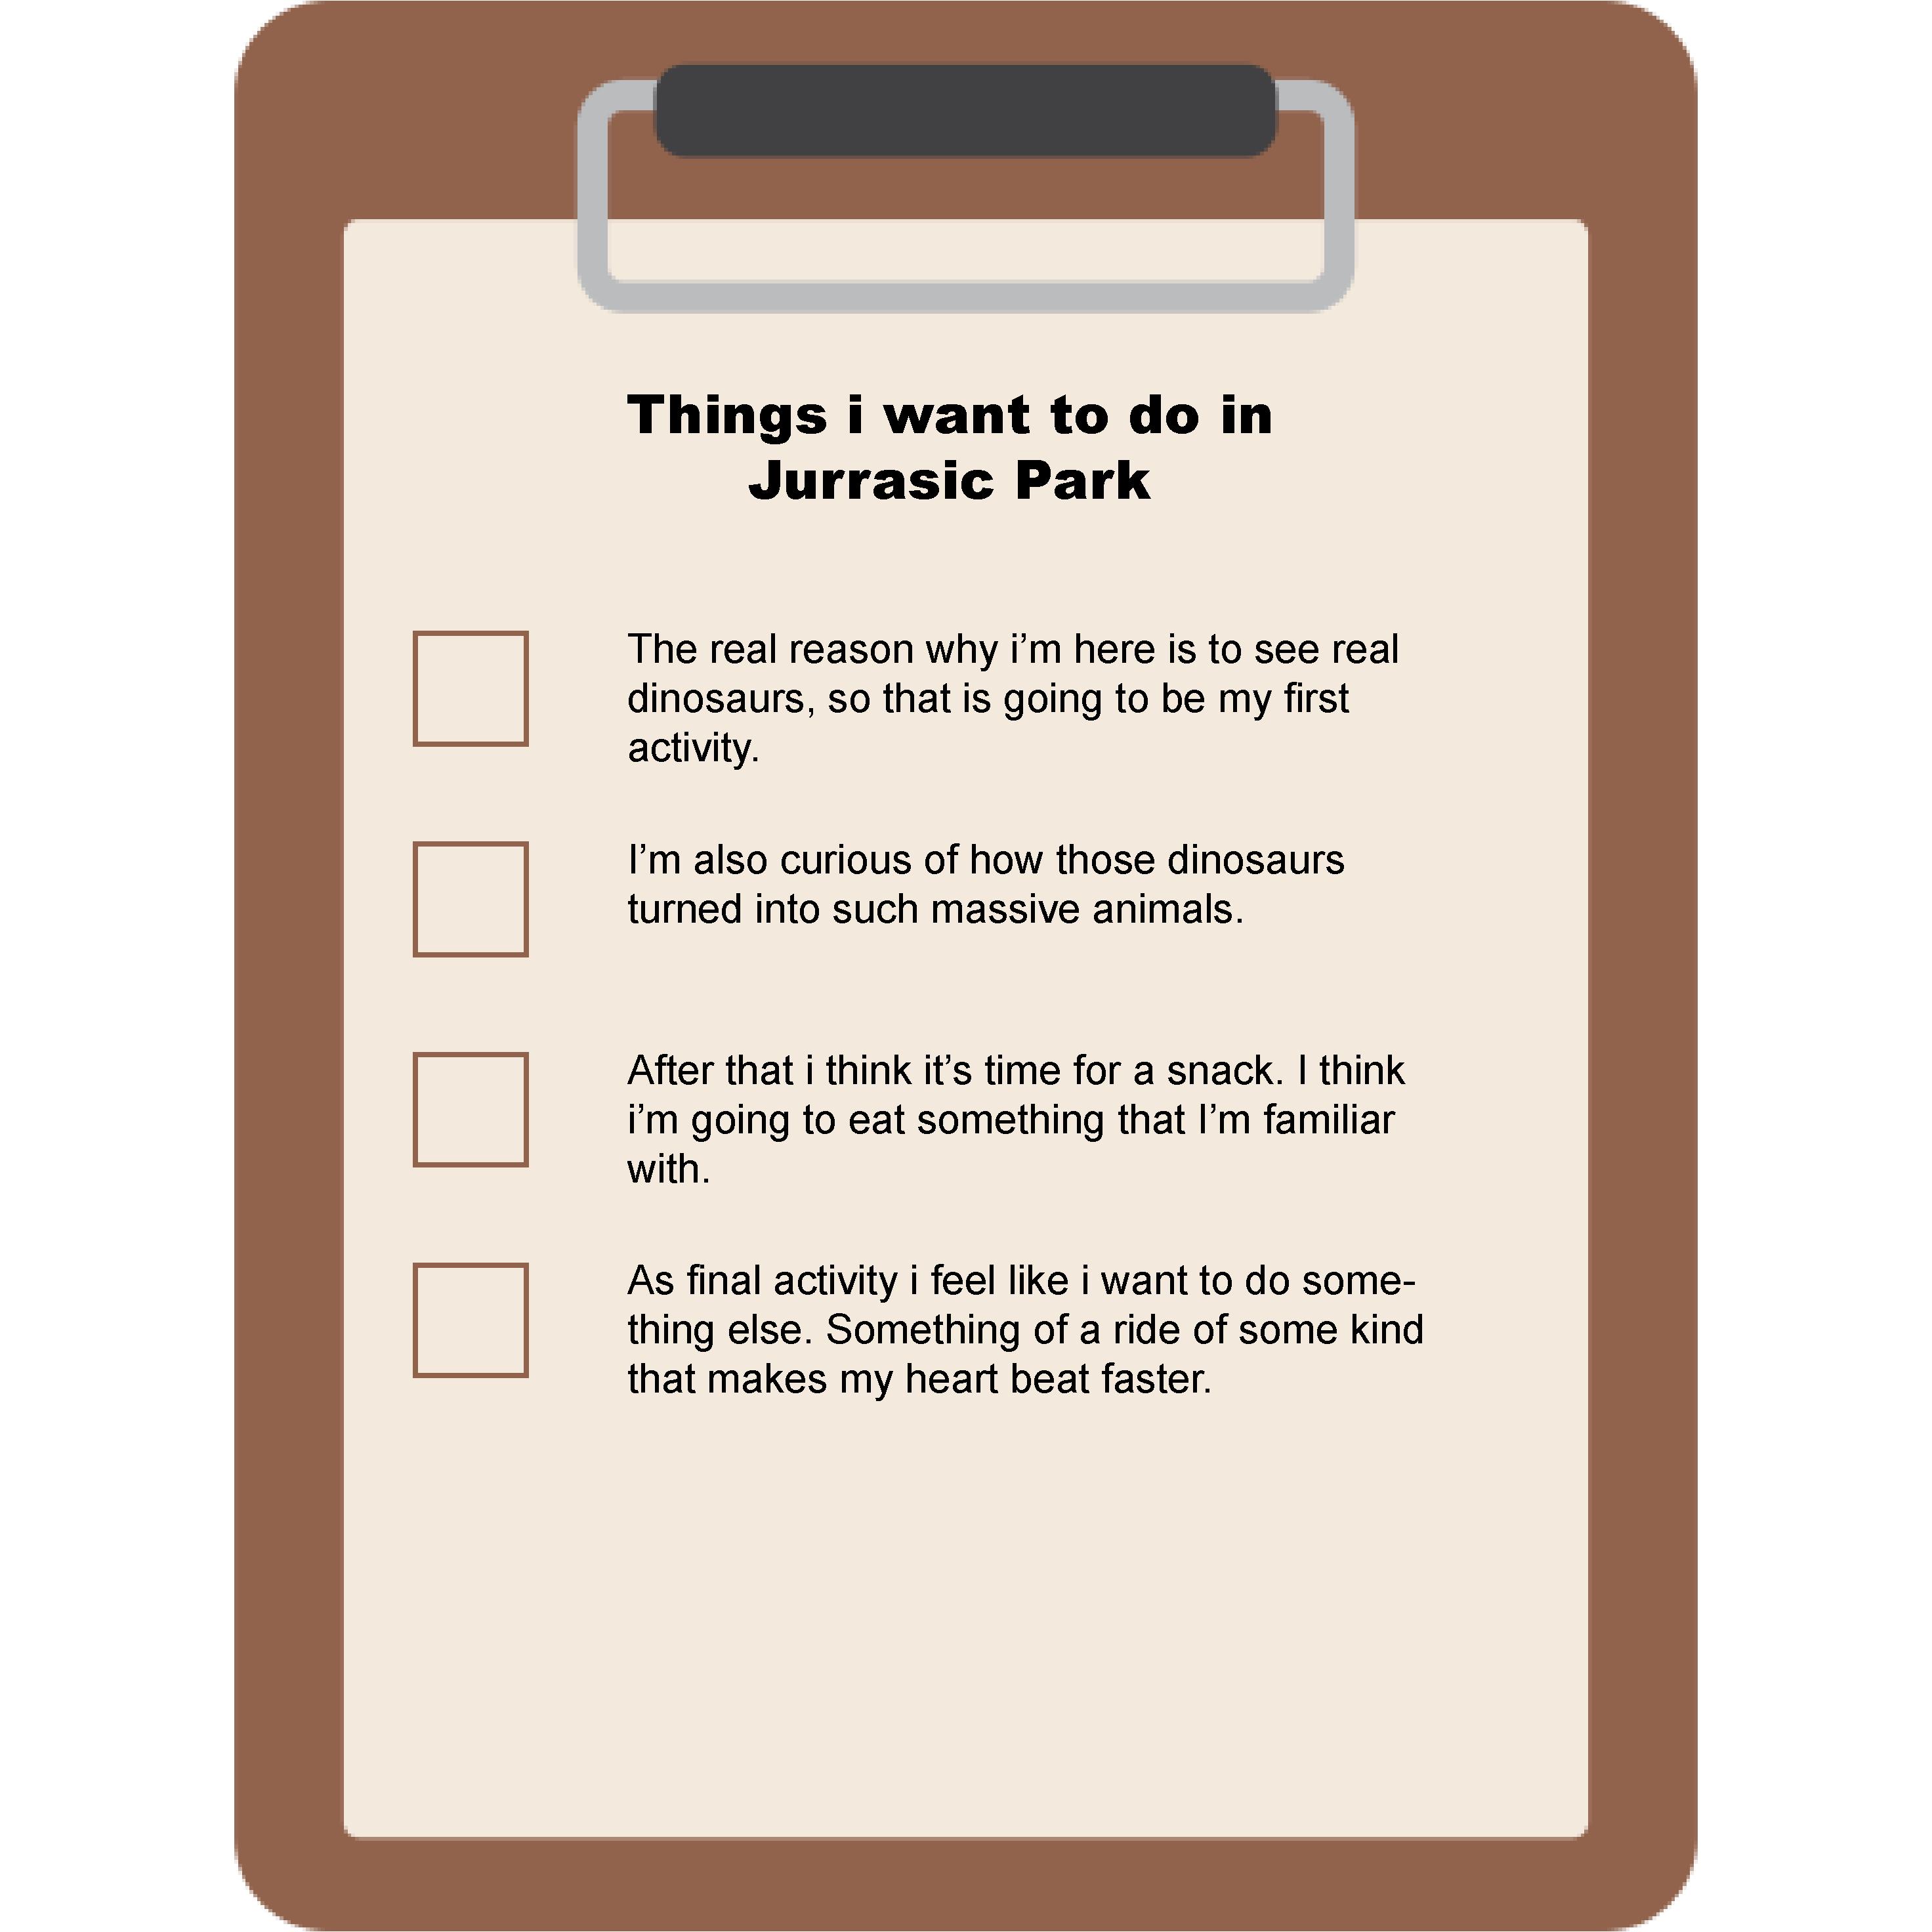 Things i want to do in
Jurrasic Park
The real reason why i’m here is to see real
dinosaurs, so that is going to be my first
activity.
I’m also curious of how those dinosaurs
turned into such massive animals.
After that i think it’s time for a snack. I think
i’m going to eat something that I’m familiar
with.
As final activity i feel like i want to do some-
thing else. Something of a ride of some kind
that makes my heart beat faster.